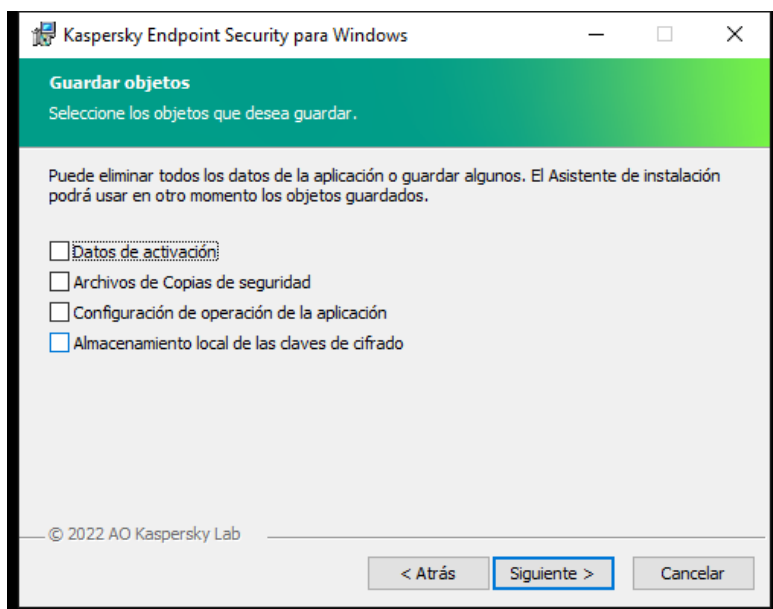 Kaspersky Endpoint Security para Windows
Guardar objetos
Seleccione los objetos que desea guardar.
Puede eliminar todos los datos de la aplicación o guardar algunos. El Asistente de instalación
podrá usar en otro momento los objetos guardados.
Datos de activación
Archivos de Copias de seguridad
Configuración de operación de la aplicación
Almacenamiento local de las claves de cifrado
© 2022 AO Kaspersky Lab
< Atrás Siguiente > Cancelar